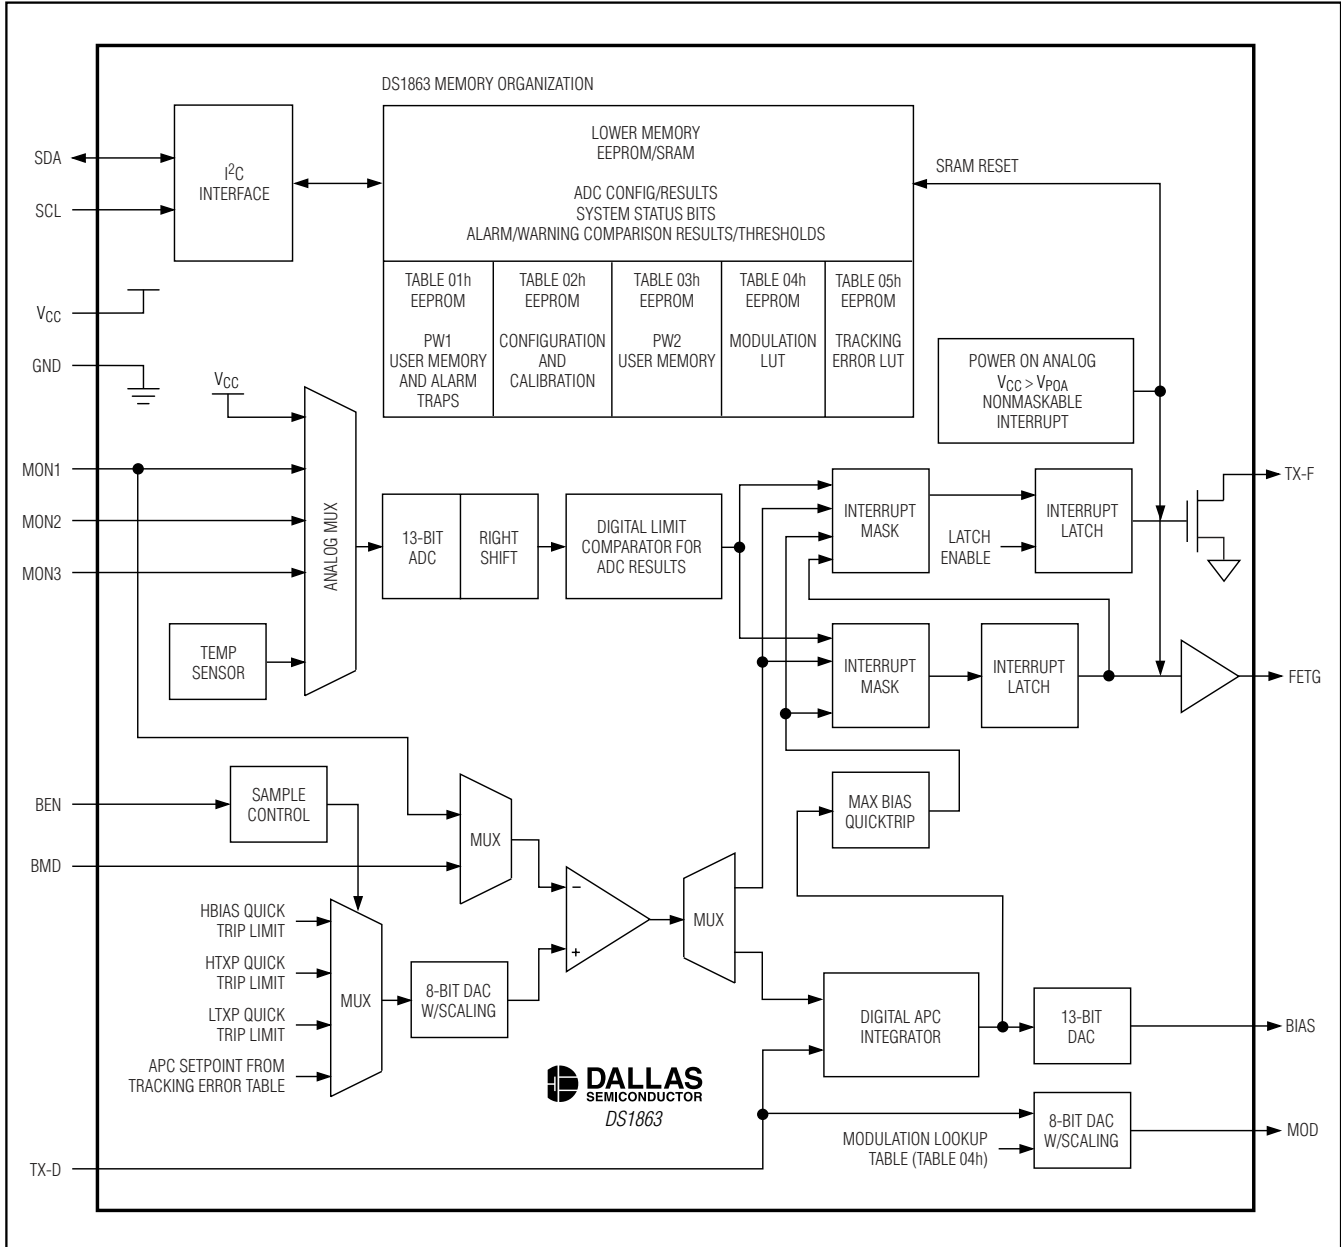 DS1863 MEMORY ORGANIZATION
LOWER MEMORY
EEPROM/SRAM
ADC CONFIG/RESULTS
SYSTEM STATUS BITS
ALARM/WARNING COMPARISON RESULTS/THRESHOLDS
TABLE 01h
EEPROM
PW1
USER MEMORY
AND ALARM
TRAPS
TABLE 02h
EEPROM
CONFIGURATION
AND
CALIBRATION
TABLE 03h
EEPROM
PW2
USER MEMORY
TABLE 04h
EEPROM
MODULATION
LUT
TABLE 05h
EEPROM
TRACKING
ERROR LUT
SDA
SCL
I²C
INTERFACE
SRAM RESET
VCC
GND
VCC
POWER ON ANALOG
VCC > VPOA
NONMASKABLE
INTERRUPT
MON1
MON2
MON3
ANALOG MUX
TEMP
SENSOR
13-BIT
ADC
RIGHT
SHIFT
DIGITAL LIMIT
COMPARATOR FOR
ADC RESULTS
INTERRUPT
MASK
LATCH
ENABLE
INTERRUPT
LATCH
TX-F
INTERRUPT
MASK
INTERRUPT
LATCH
FETG
BEN
SAMPLE
CONTROL
BMD
MUX
MAX BIAS
QUICKTRIP
HBIAS QUICK
TRIP LIMIT
HTXP QUICK
TRIP LIMIT
LTXP QUICK
TRIP LIMIT
APC SETPOINT FROM
TRACKING ERROR TABLE
MUX
8-BIT DAC
W/SCALING
−
+
MUX
DIGITAL APC
INTEGRATOR
13-BIT
DAC
BIAS
DALLAS
SEMICONDUCTOR
DS1863
MODULATION LOOKUP
TABLE (TABLE 04h)
8-BIT DAC
W/SCALING
MOD
TX-D